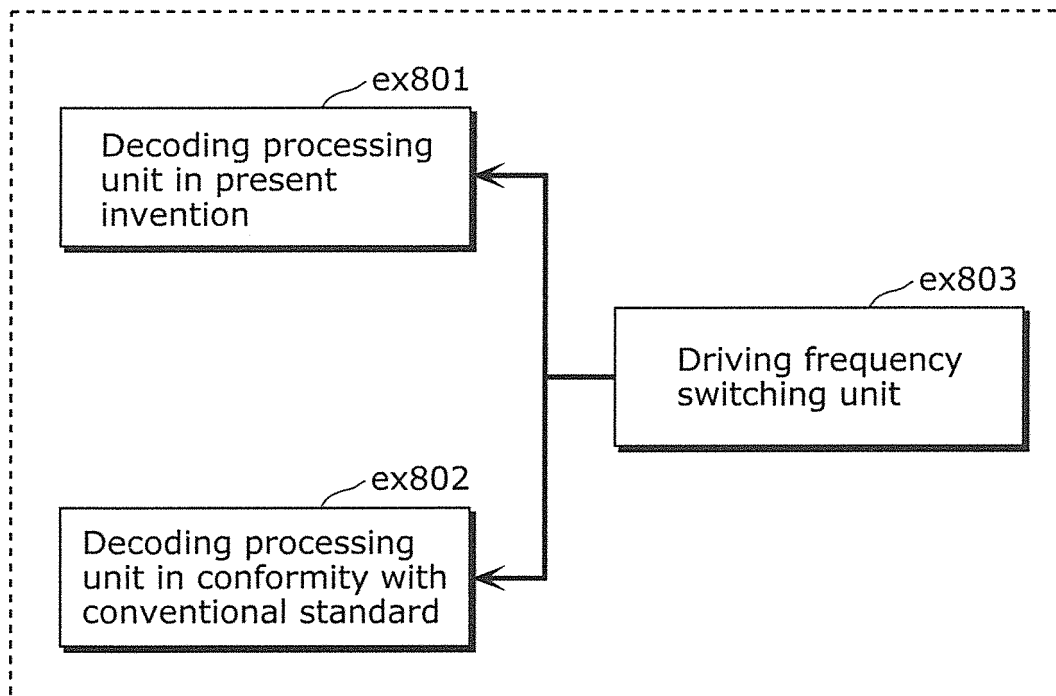 ex801
Decoding processing
unit in present
invention
ex803
Driving frequency
switching unit
ex802
Decoding processing
unit in conformity with
conventional standard